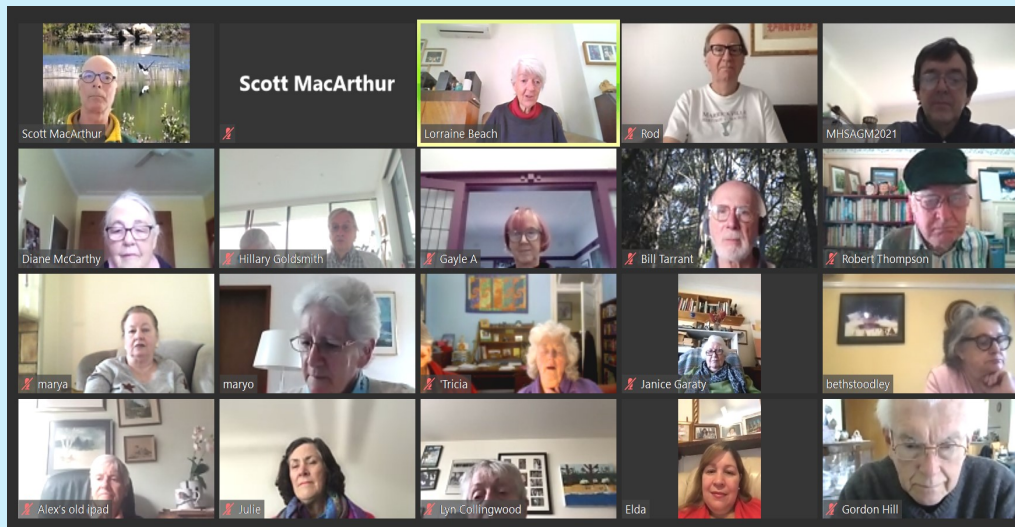 Scott MacArthur
Scott MacArthur
Lorraine Beach
Rod
MHSAGM2021
Diane McCarthy
Hillary Goldsmith
Gayle A
Bill Tarrant
Robert Thompson
marya
maryo
'Tricia
Janice Garaty
bethstoodley
Alex's old ipad
Julie
Lyn Collingwood
Elda
Gordon Hill